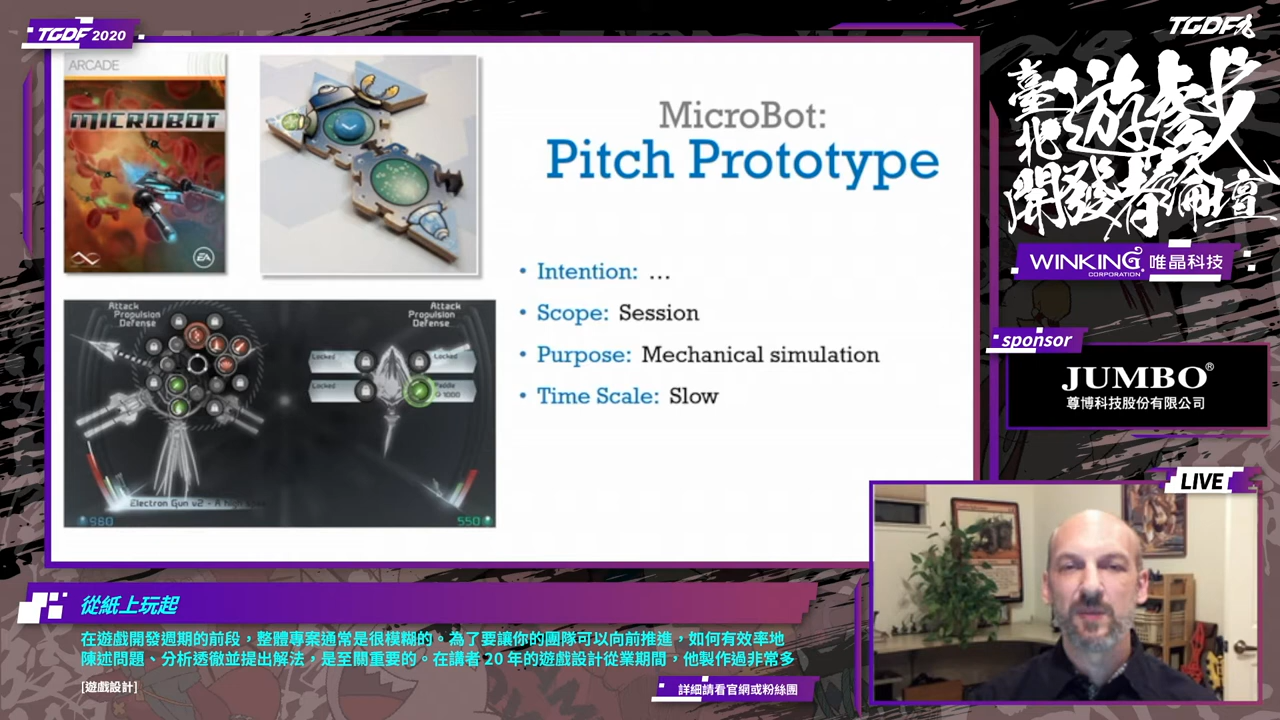 TGDF 2020
ARCADE
MICROBOT
EA
MicroBot:
Pitch Prototype
• Intention: …
• Scope: Session
• Purpose: Mechanical simulation
• Time Scale: Slow
Attack
Propulsion
Defense
Attack
Propulsion
Defense
Locked
Locked
Locked
Paddle
1000
Electron Gun v2 - A
980
550
TGDF
臺北遊戲開發者論壇
WINKING
CORPORATION
唯晶科技
sponsor
JUMBO®
尊博科技股份有限公司
LIVE
從紙上玩起
在遊戲開發週期的前段，整體專案通常是很模糊的。為了要讓你的團隊可以向前推進，如何有效率地
陳述問題、分析透徹並提出解法，是至關重要的。在講者 20 年的遊戲設計從業期間，他製作過非常多
[遊戲設計]
詳細請看官網或粉絲團